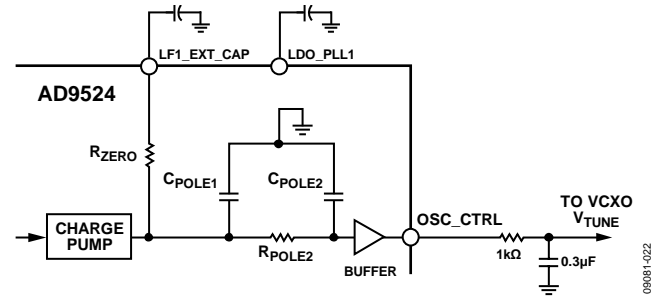 LF1_EXT_CAP
LDO_PLL1
AD9524
RZERO
CPOLE1
CPOLE2
CHARGE
PUMP
RPOLE2
BUFFER
OSC_CTRL
TO VCXO
VTUNE
1kΩ
0.3µF
09081-022